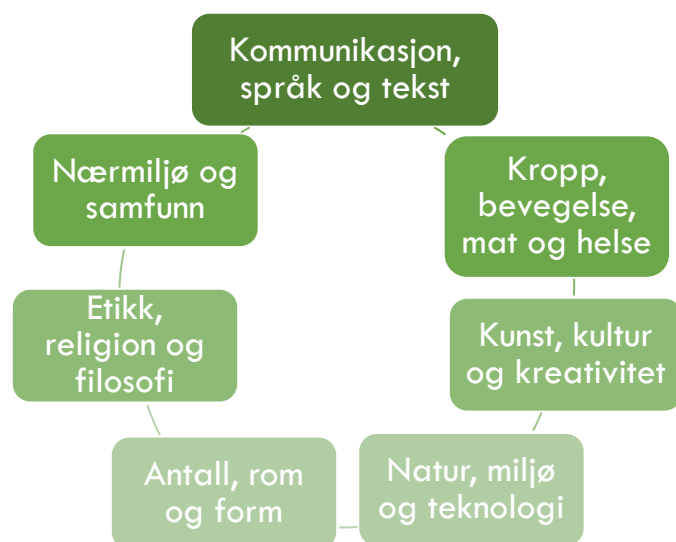 Kommunikasjon,
språk og tekst
Kropp,
bevegelse,
mat og helse
Kunst, kultur
og kreativitet
Natur, miljø
og teknologi
Antall, rom
og form
Etikk,
religion og
filosofi
Nærmiljø og
samfunn